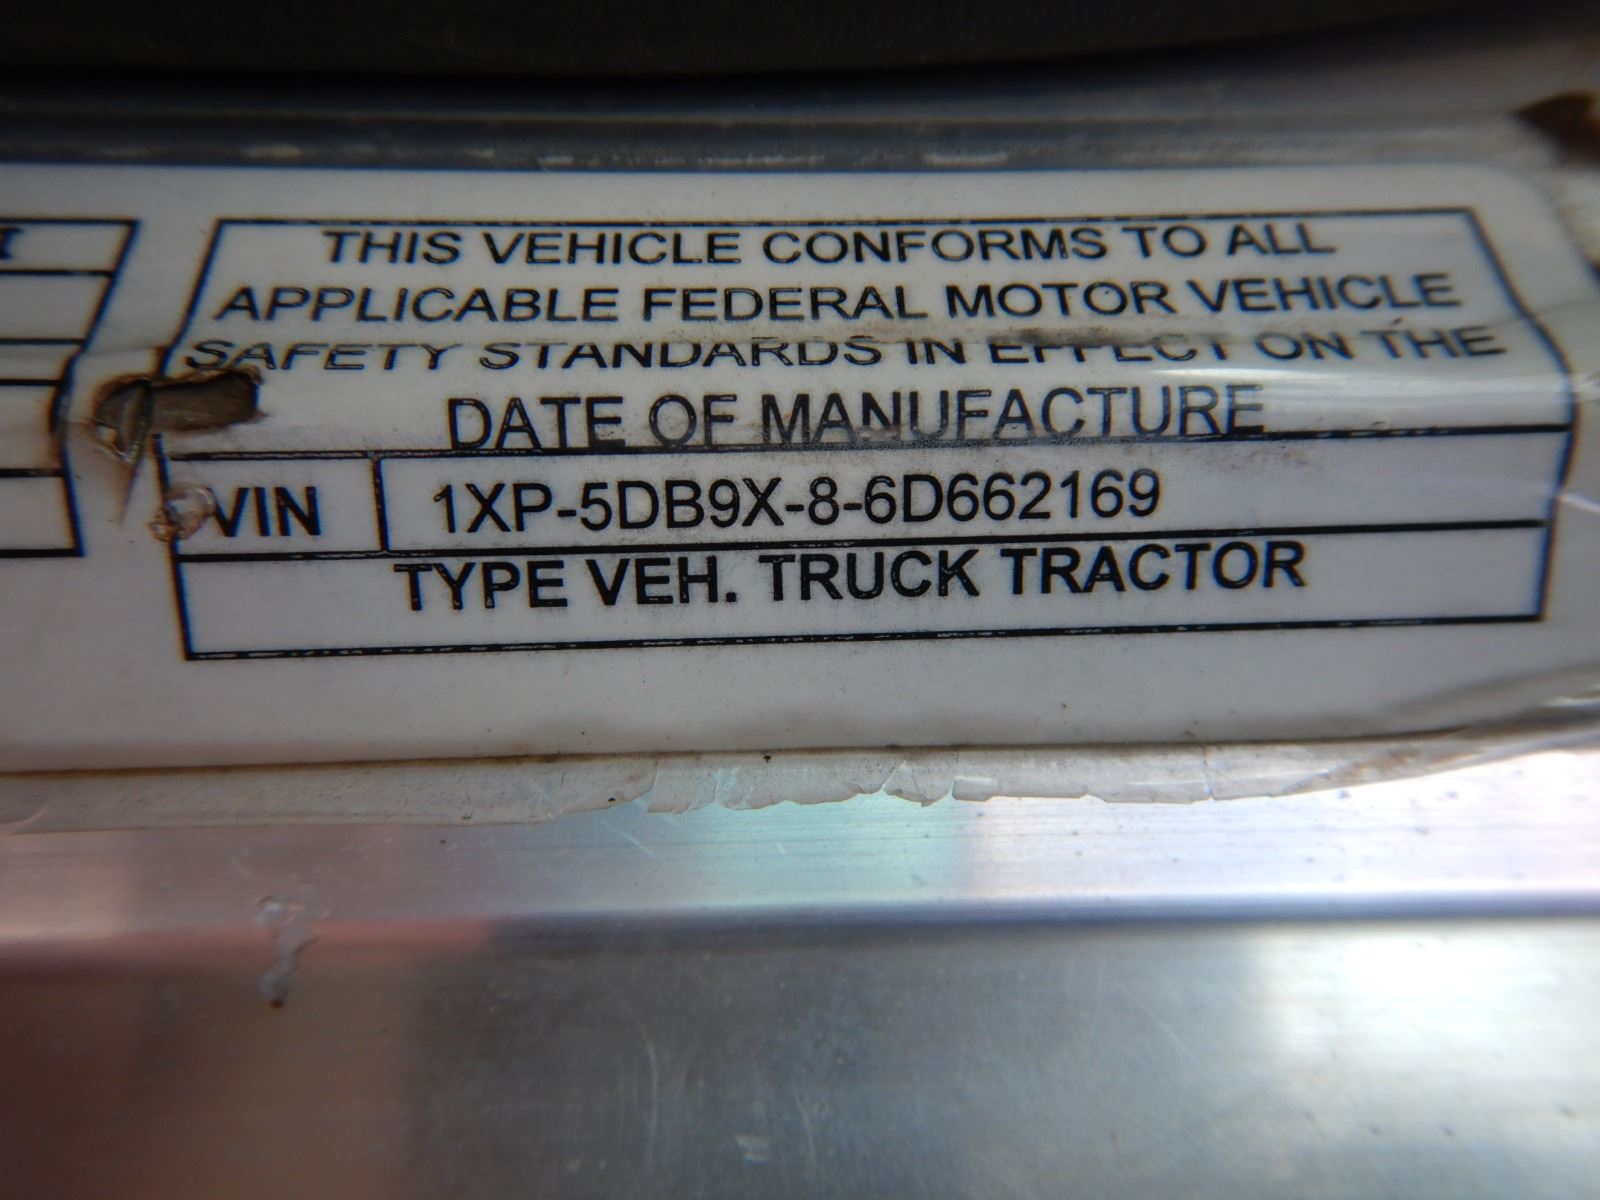 THIS VEHICLE CONFORMS TO ALL
APPLICABLE FEDERAL MOTOR VEHICLE
SAFETY STANDARDS IN EFFECT ON THE
DATE OF MANUFACTURE
VIN 1XP-5DB9X-8-6D662169
TYPE VEH. TRUCK TRACTOR